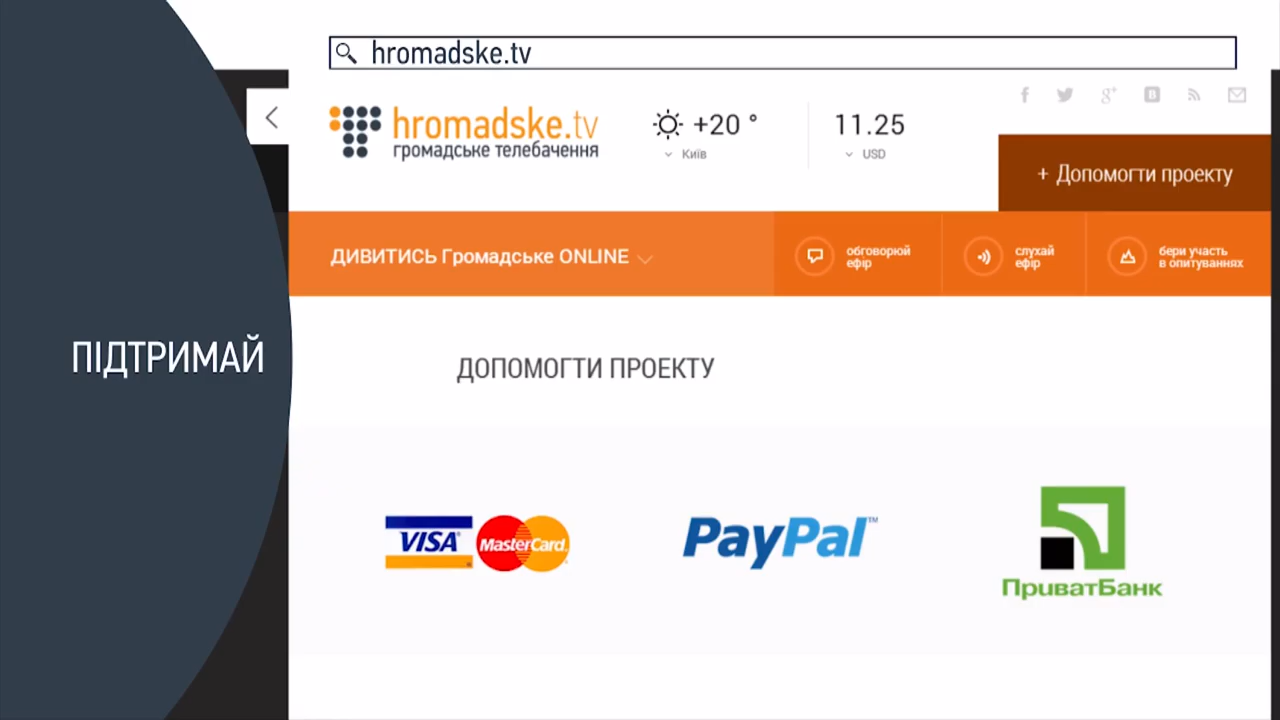 hromadske.tv
hromadske.tv
громадське телебачення
+20 °
Київ
11.25
USD
f
g+
B
+ Допомогти проекту
ДИВИТИСЬ Громадське ONLINE
обговорюй
ефір
слухай
ефір
бери участь
в опитуваннях
ПІДТРИМАЙ
ДОПОМОГТИ ПРОЕКТУ
VISA
MasterCard
PayPal™
ПриватБанк